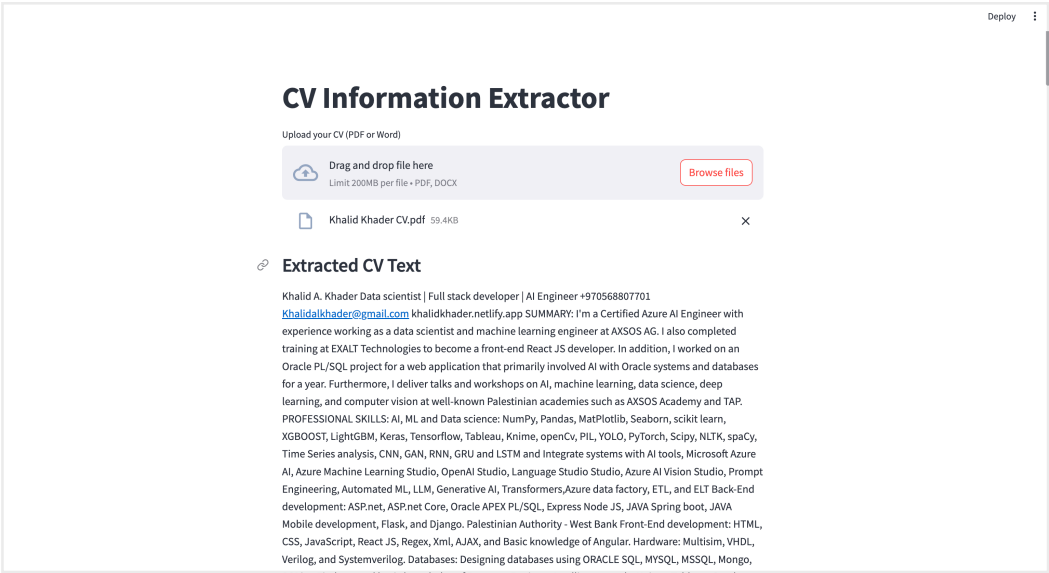 Deploy
CV Information Extractor
Upload your CV (PDF or Word)
Drag and drop file here
Limit 200MB per file • PDF, DOCX
Browse files
Khalid Khader CV.pdf 59.4KB
Extracted CV Text
Khalid A. Khader Data scientist | Full stack developer | AI Engineer +970568807701
Khalidalkhader@gmail.com khalidkhader.netlify.app SUMMARY: I'm a Certified Azure AI Engineer with
experience working as a data scientist and machine learning engineer at AXSOS AG. I also completed
training at EXALT Technologies to become a front-end React JS developer. In addition, I worked on an
Oracle PL/SQL project for a web application that primarily involved AI with Oracle systems and databases
for a year. Furthermore, I deliver talks and workshops on AI, machine learning, data science, deep
learning, and computer vision at well-known Palestinian academies such as AXSOS Academy and TAP.
PROFESSIONAL SKILLS: AI, ML and Data science: NumPy, Pandas, MatPlotlib, Seaborn, scikit learn,
XGBOOST, LightGBM, Keras, Tensorflow, Tableau, Knime, openCv, PIL, YOLO, PyTorch, Scipy, NLTK, spaCy,
Time Series analysis, CNN, GAN, RNN, GRU and LSTM and Integrate systems with AI tools, Microsoft Azure
AI, Azure Machine Learning Studio, OpenAI Studio, Language Studio Studio, Azure AI Vision Studio, Prompt
Engineering, Automated ML, LLM, Generative AI, Transformers,Azure data factory, ETL, and ELT Back-End
development: ASP.net, ASP.net Core, Oracle APEX PL/SQL, Express Node JS, JAVA Spring boot, JAVA
Mobile development, Flask, and Django. Palestinian Authority - West Bank Front-End development: HTML,
CSS, JavaScript, React JS, Regex, Xml, AJAX, and Basic knowledge of Angular. Hardware: Multisim, VHDL,
Verilog, and Systemverilog. Databases: Designing databases using ORACLE SQL, MYSQL, MSSQL, Mongo,